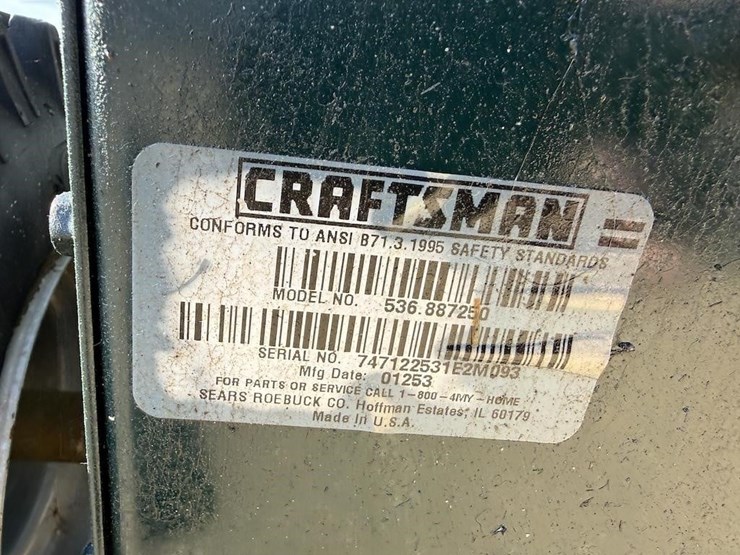 CRAFTSMAN
CONFORMS TO ANSI B71.3.1995 SAFETY STANDARDS
MODEL NO. 536.887250
SERIAL NO. 747122531E2M093
Mfg Date: 01253
FOR PARTS OR SERVICE CALL 1-800-4MY-HOME
SEARS ROEBUCK CO. Hoffman Estates, IL 60179
Made In U.S.A.